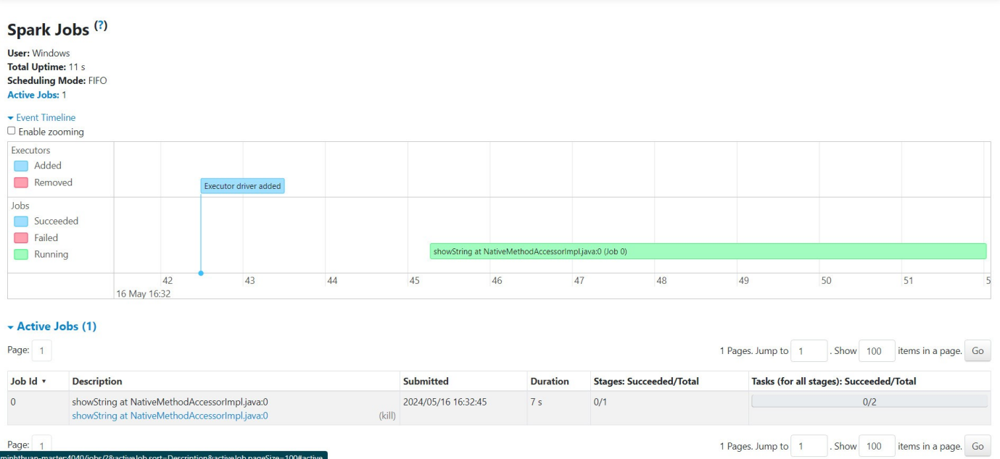 Spark Jobs (?)
User: Windows
Total Uptime: 11 s
Scheduling Mode: FIFO
Active Jobs: 1
Event Timeline
Enable zooming
Executors
Added
Removed
Executor driver added
Jobs
Succeeded
Failed
Running
showString at NativeMethodAccessorImpl.java:0 (Job 0)
42 43 44 45 46 47 48 49 50 51 5
16 May 16:32
Active Jobs (1)
Page: 1 1 Pages. Jump to 1 . Show 100 items in a page. Go
Job Id ▾ Description Submitted Duration Stages: Succeeded/Total Tasks (for all stages): Succeeded/Total
0 showString at NativeMethodAccessorImpl.java:0 2024/05/16 16:32:45 7 s 0/1 0/2
showString at NativeMethodAccessorImpl.java:0 (kill)
Page: 1 1 Pages. Jump to 1 . Show 100 items in a page. Go
minhthuan-master:4040/jobs/?&activeJob.sort=Description&activeJob.pageSize=100#active